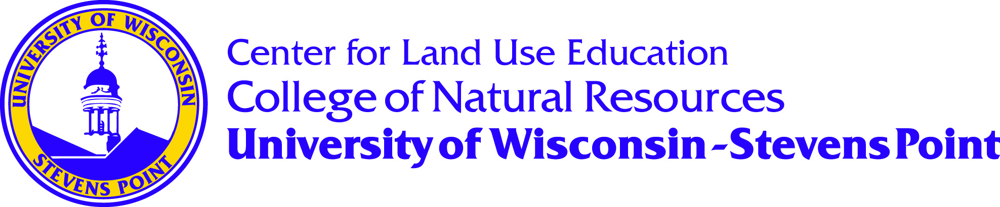 UNIVERSITY OF WISCONSIN
STEVENS POINT
Center for Land Use Education
College of Natural Resources
University of Wisconsin-Stevens Point